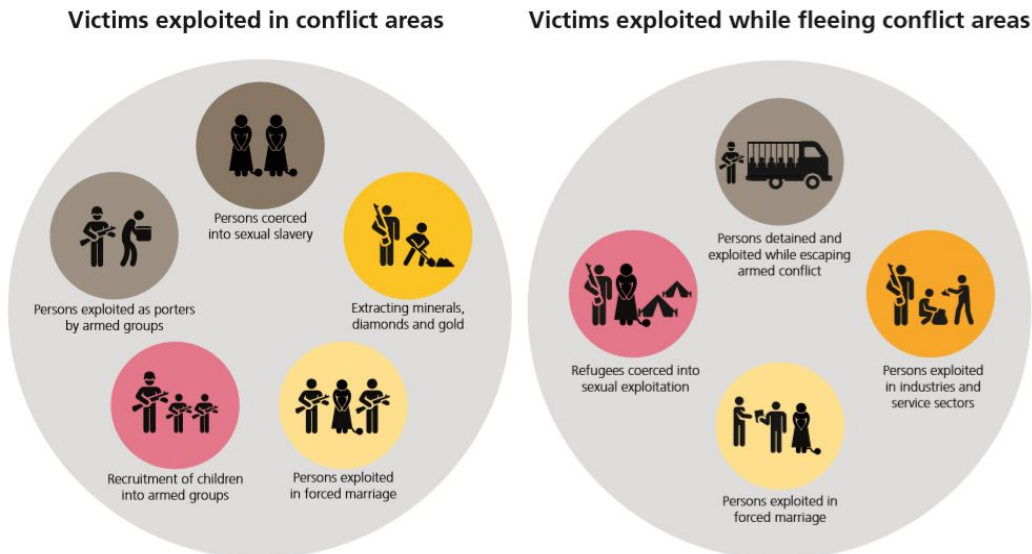 Victims exploited in conflict areas
Persons coerced
into sexual slavery
Persons exploited as porters
by armed groups
Extracting minerals,
diamonds and gold
Recruitment of children
into armed groups
Persons exploited
in forced marriage
Victims exploited while fleeing conflict areas
Persons detained and
exploited while escaping
armed conflict
Refugees coerced into
sexual exploitation
Persons exploited
in industries and
service sectors
Persons exploited in
forced marriage